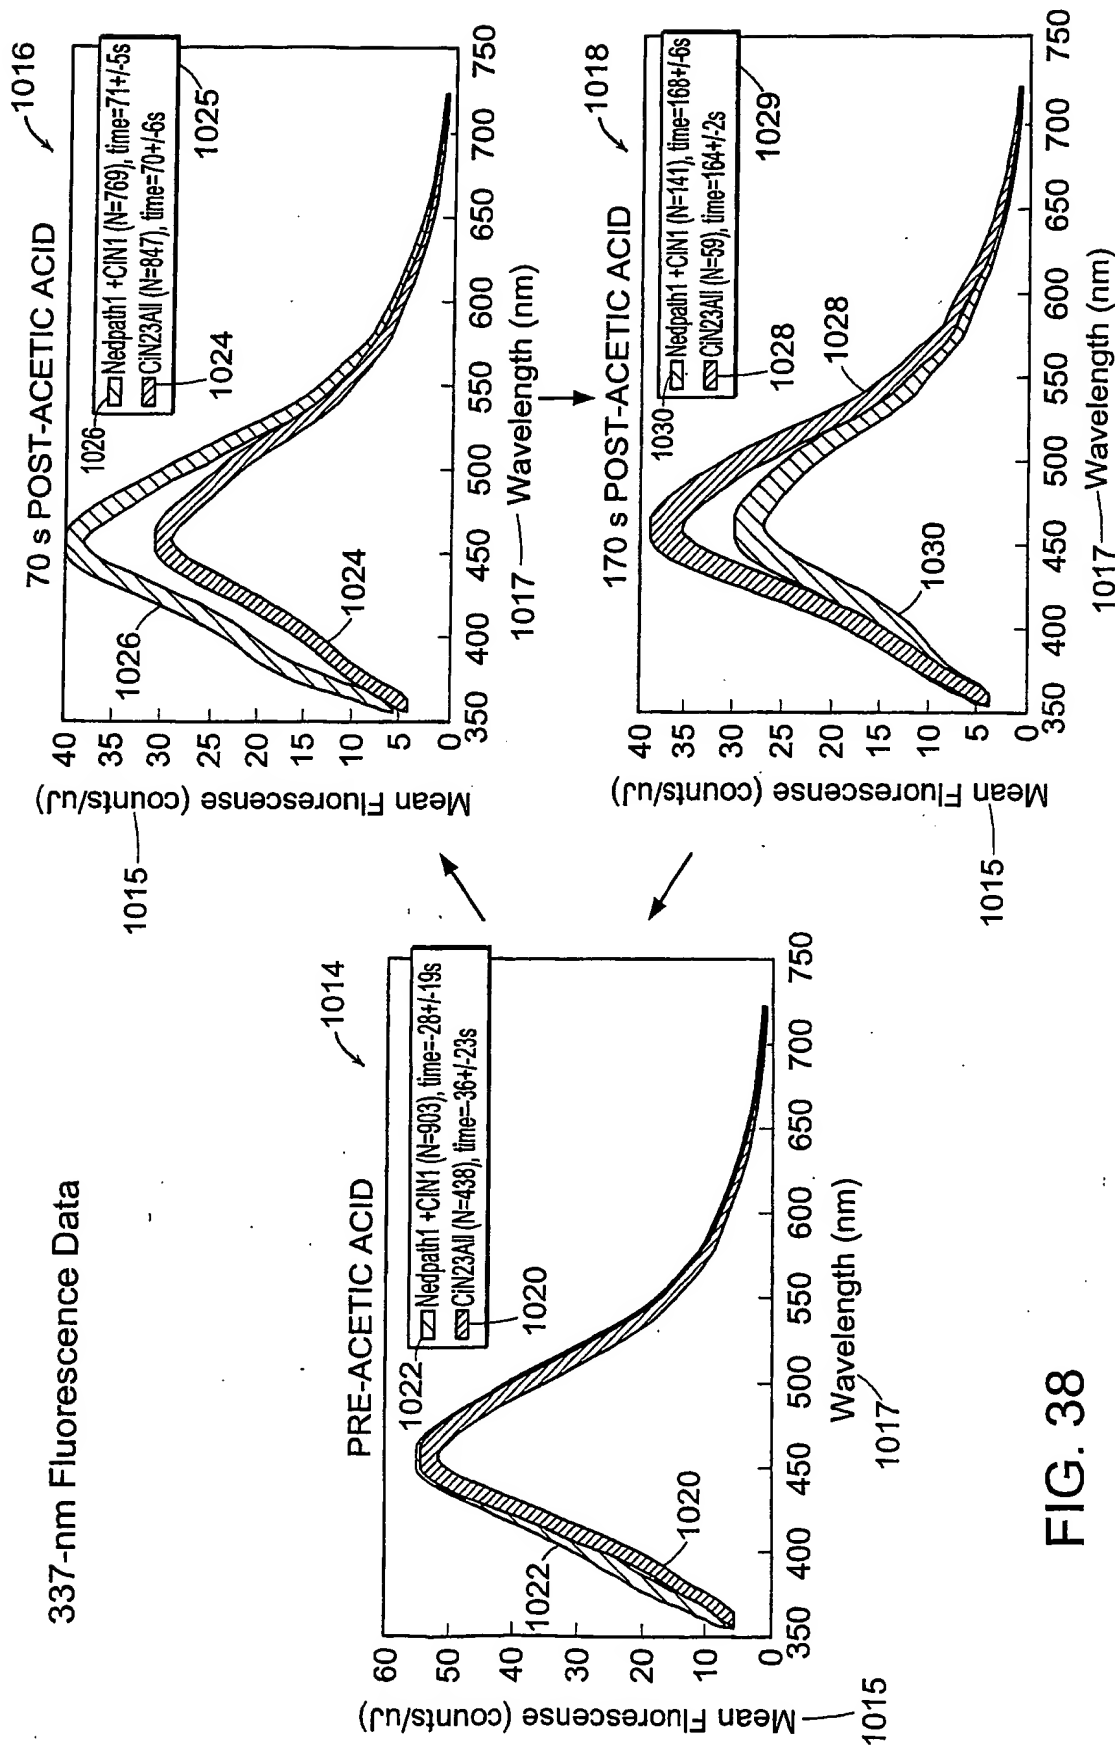 337-nm Fluorescence Data
PRE-ACETIC ACID
1014
1022
Nedpath1 +CIN1 (N=903), time=-28+/-19s
CiN23All (N=438), time=-36+/-23s
1020
60
50
40
30
20
10
0
1022
1020
350 400 450 500 550 600 650 700 750
Mean Fluorescense (counts/uJ)
1015
Wavelength (nm)
1017
70 s POST-ACETIC ACID
1016
1026
Nedpath1 +CIN1 (N=769), time=71+/-5s
CiN23All (N=847), time=70+/-6s
1024
1025
40
35
30
25
20
15
10
5
0
1026
1024
350 400 450 500 550 600 650 700 750
Mean Fluorescense (counts/uJ)
1015
1017 Wavelength (nm)
170 s POST-ACETIC ACID
1018
1030
Nedpath1 +CIN1 (N=141), time=168+/-6s
CiN23All (N=59), time=164+/-2s
1028
1029
40
35
30
25
20
15
10
5
0
1028
1030
350 400 450 500 550 600 650 700 750
Mean Fluorescense (counts/uJ)
1015
1017 Wavelength (nm)
FIG. 38